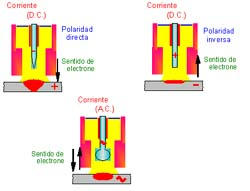 Corriente
(D.C.)
Polaridad
directa
Sentido de
electrone
+
Corriente
(D.C.)
Polaridad
inversa
Sentido de
electrone
+
-
Corriente
(A.C.)
Sentido de
electrone
~